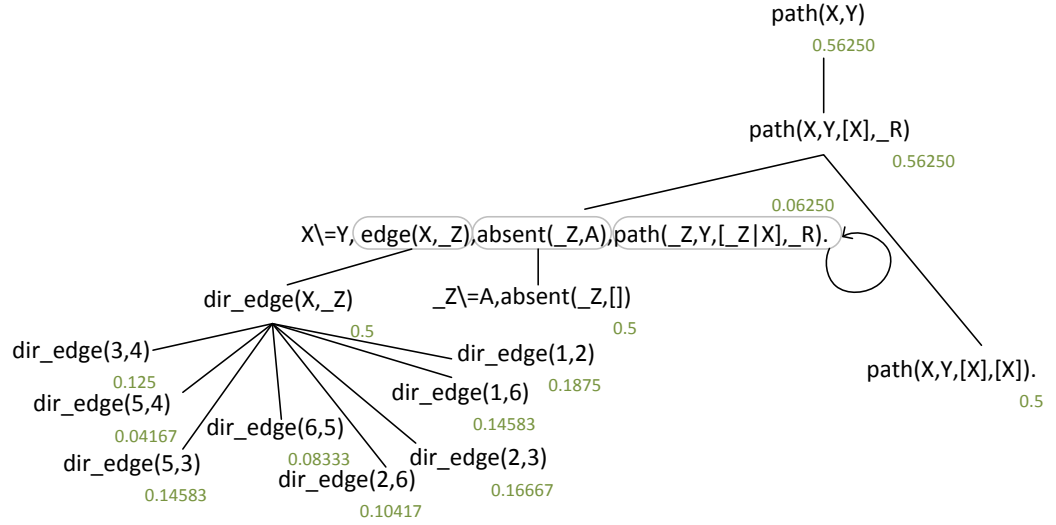 path(X,Y)
0.56250
path(X,Y,[X],_R)
0.56250
0.06250
X\=Y, edge(X,_Z),absent(_Z,A),path(_Z,Y,[_Z|X],_R).
dir_edge(X,_Z)
0.5
_Z\=A,absent(_Z,[])
0.5
dir_edge(3,4)
0.125
dir_edge(1,2)
0.1875
path(X,Y,[X],[X]).
0.5
dir_edge(5,4)
0.04167
dir_edge(1,6)
0.14583
dir_edge(6,5)
0.08333
dir_edge(5,3)
0.14583
dir_edge(2,3)
0.16667
dir_edge(2,6)
0.10417